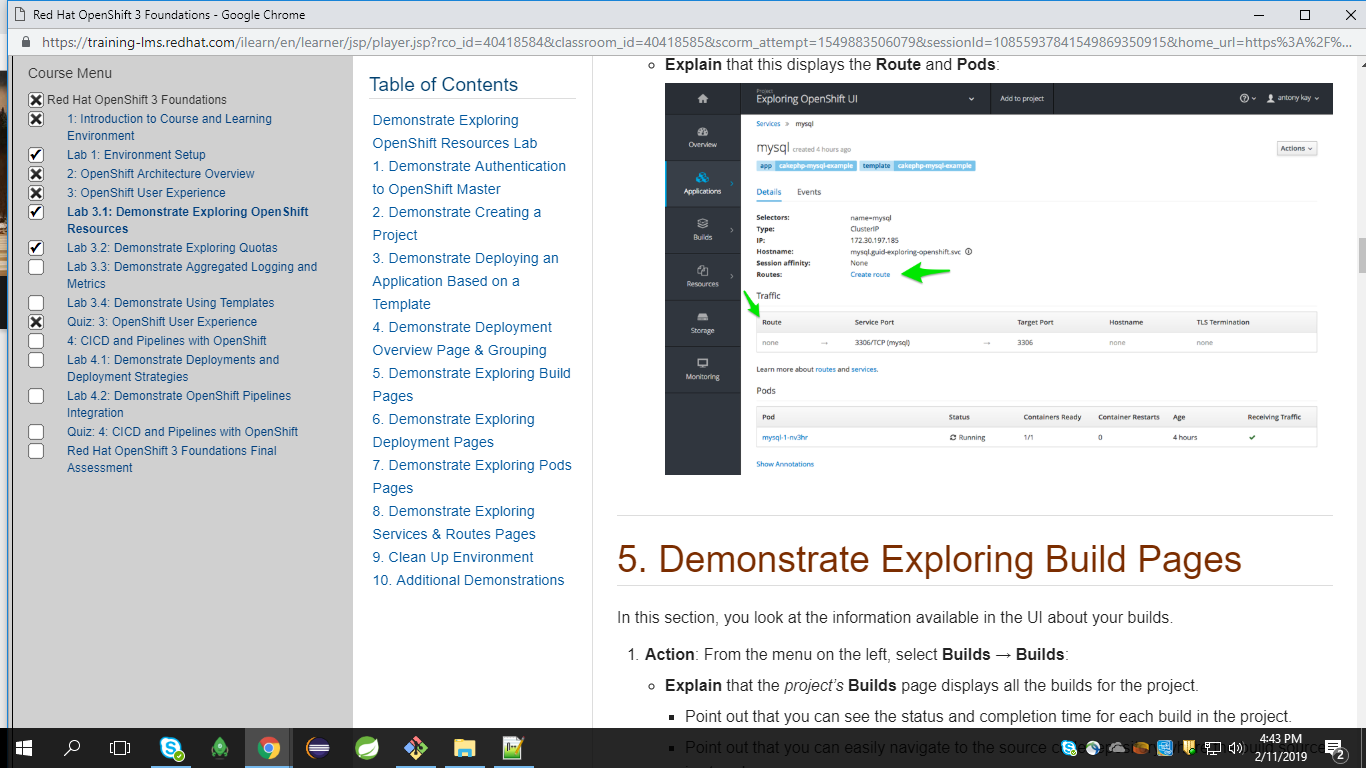 Red Hat OpenShift 3 Foundations - Google Chrome
https://training-lms.redhat.com/ilearn/en/learner/jsp/player.jsp?rco_id=40418584&classroom_id=40418585&scorm_attempt=1549883506079&sessionId=10855937841549869350915&home_url=https%3A%2F%...
Course Menu
Red Hat OpenShift 3 Foundations
1: Introduction to Course and Learning
Environment
Lab 1: Environment Setup
2: OpenShift Architecture Overview
3: OpenShift User Experience
Lab 3.1: Demonstrate Exploring OpenShift
Resources
Lab 3.2: Demonstrate Exploring Quotas
Lab 3.3: Demonstrate Aggregated Logging and
Metrics
Lab 3.4: Demonstrate Using Templates
Quiz: 3: OpenShift User Experience
4: CICD and Pipelines with OpenShift
Lab 4.1: Demonstrate Deployments and
Deployment Strategies
Lab 4.2: Demonstrate OpenShift Pipelines
Integration
Quiz: 4: CICD and Pipelines with OpenShift
Red Hat OpenShift 3 Foundations Final
Assessment
Table of Contents
Demonstrate Exploring
OpenShift Resources Lab
1. Demonstrate Authentication
to OpenShift Master
2. Demonstrate Creating a
Project
3. Demonstrate Deploying an
Application Based on a
Template
4. Demonstrate Deployment
Overview Page & Grouping
5. Demonstrate Exploring Build
Pages
6. Demonstrate Exploring
Deployment Pages
7. Demonstrate Exploring Pods
Pages
8. Demonstrate Exploring
Services & Routes Pages
9. Clean Up Environment
10. Additional Demonstrations
Explain that this displays the Route and Pods:
Project
Exploring OpenShift UI
Add to project
antony kay
Overview
Applications
Builds
Resources
Storage
Monitoring
Services » mysql
mysql created 4 hours ago
Actions
app cakephp-mysql-example template cakephp-mysql-example
Details Events
Selectors: name=mysql
Type: ClusterIP
IP: 172.30.197.185
Hostname: mysql.guid-exploring-openshift.svc
Session affinity: None
Routes: Create route
Traffic
Route Service Port Target Port Hostname TLS Termination
none → 3306/TCP (mysql) → 3306 none none
Learn more about routes and services.
Pods
Pod Status Containers Ready Container Restarts Age Receiving Traffic
mysql-1-nv3hr Running 1/1 0 4 hours
Show Annotations
5. Demonstrate Exploring Build Pages
In this section, you look at the information available in the UI about your builds.
1. Action: From the menu on the left, select Builds → Builds:
Explain that the project's Builds page displays all the builds for the project.
Point out that you can see the status and completion time for each build in the project.
Point out that you can easily navigate to the source
4:43 PM
2/11/2019
2